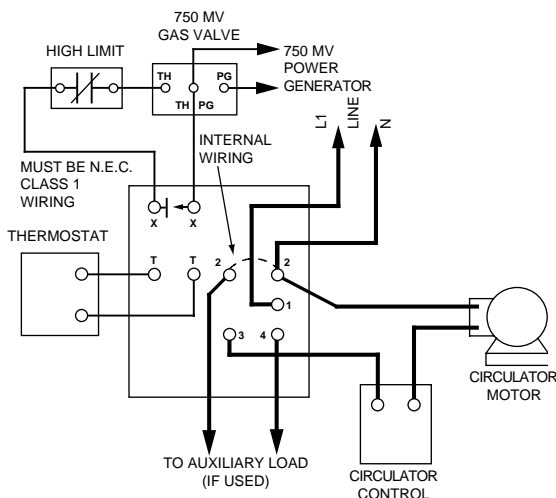 750 MV
GAS VALVE
HIGH LIMIT
750 MV
POWER
GENERATOR
TH
PG
TH PG
L1
LINE
N
INTERNAL
WIRING
MUST BE N.E.C.
CLASS 1
WIRING
X
X
THERMOSTAT
T
T
2
2
1
3
4
CIRCULATOR
MOTOR
TO AUXILIARY LOAD
(IF USED)
CIRCULATOR
CONTROL